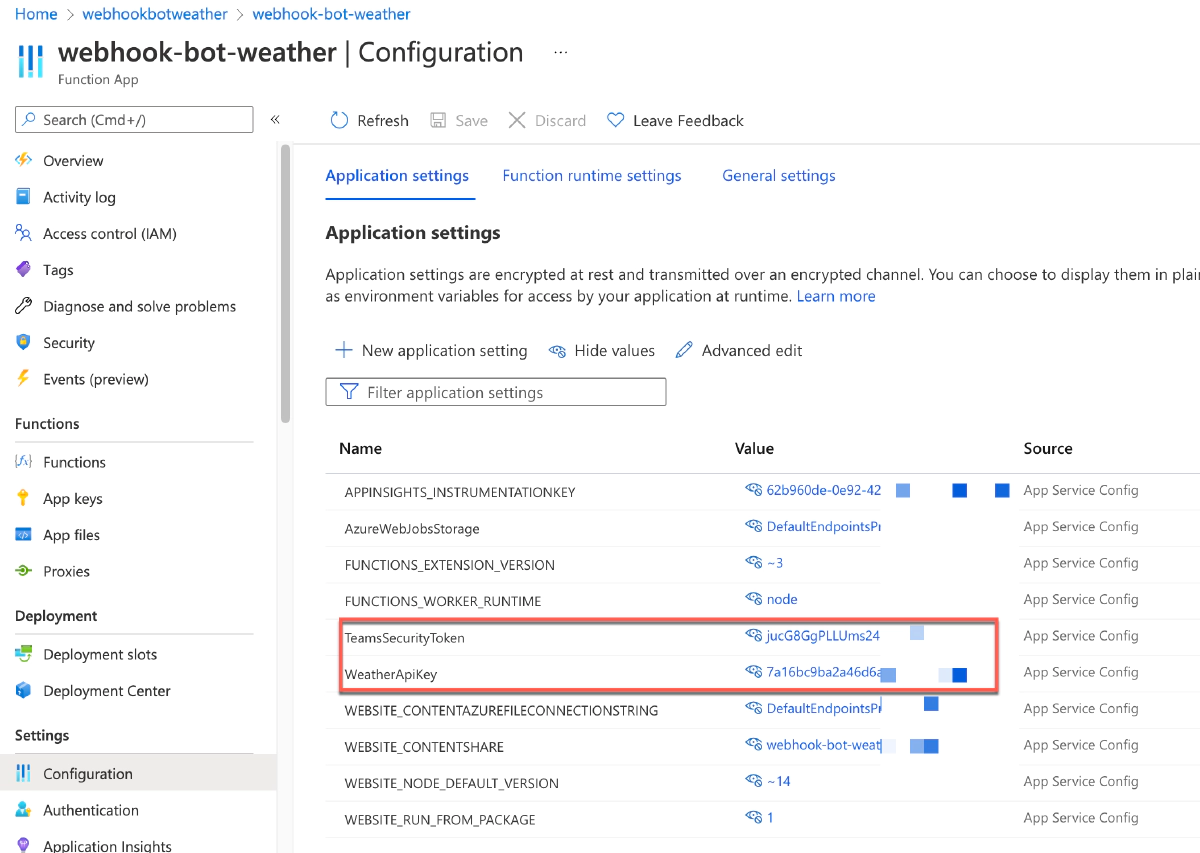 Home > webhookbotweather > webhook-bot-weather
webhook-bot-weather | Configuration ...
Function App
Search (Cmd+/) «
Refresh Save Discard Leave Feedback
Overview
Activity log
Access control (IAM)
Tags
Diagnose and solve problems
Security
Events (preview)
Functions
Functions
App keys
App files
Proxies
Deployment
Deployment slots
Deployment Center
Settings
Configuration
Authentication
Application Insights
Application settings Function runtime settings General settings
Application settings
Application settings are encrypted at rest and transmitted over an encrypted channel. You can choose to display them in plai
as environment variables for access by your application at runtime. Learn more
New application setting Hide values Advanced edit
Filter application settings
Name Value Source
APPINSIGHTS_INSTRUMENTATIONKEY 62b960de-0e92-42 App Service Config
AzureWebJobsStorage DefaultEndpointsPr App Service Config
FUNCTIONS_EXTENSION_VERSION ~3 App Service Config
FUNCTIONS_WORKER_RUNTIME node App Service Config
TeamsSecurityToken jucG8GgPLLUms24 App Service Config
WeatherApiKey 7a16bc9ba2a46d6a App Service Config
WEBSITE_CONTENTAZUREFILECONNECTIONSTRING DefaultEndpointsPr App Service Config
WEBSITE_CONTENTSHARE webhook-bot-weat App Service Config
WEBSITE_NODE_DEFAULT_VERSION ~14 App Service Config
WEBSITE_RUN_FROM_PACKAGE 1 App Service Config